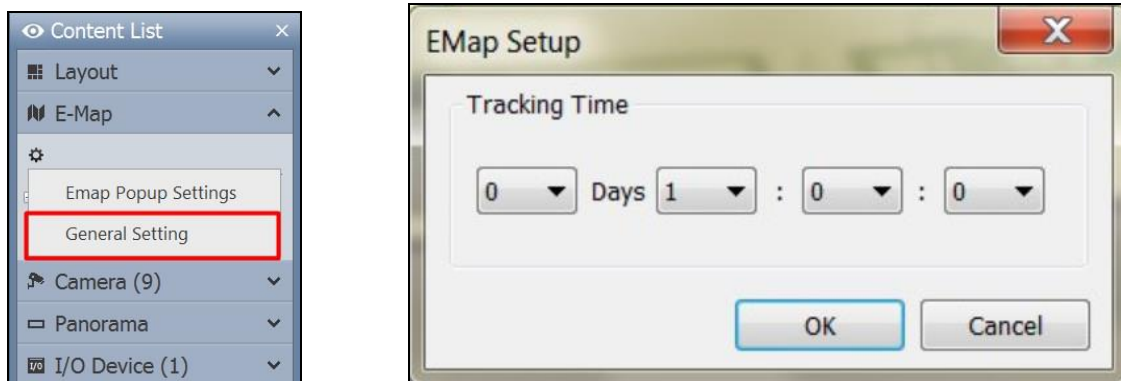 Content List
Layout
E-Map
Emap Popup Settings
General Setting
Camera (9)
Panorama
I/O I/O Device (1)
EMap Setup
Tracking Time
0 Days 1 : 0 : 0
OK Cancel